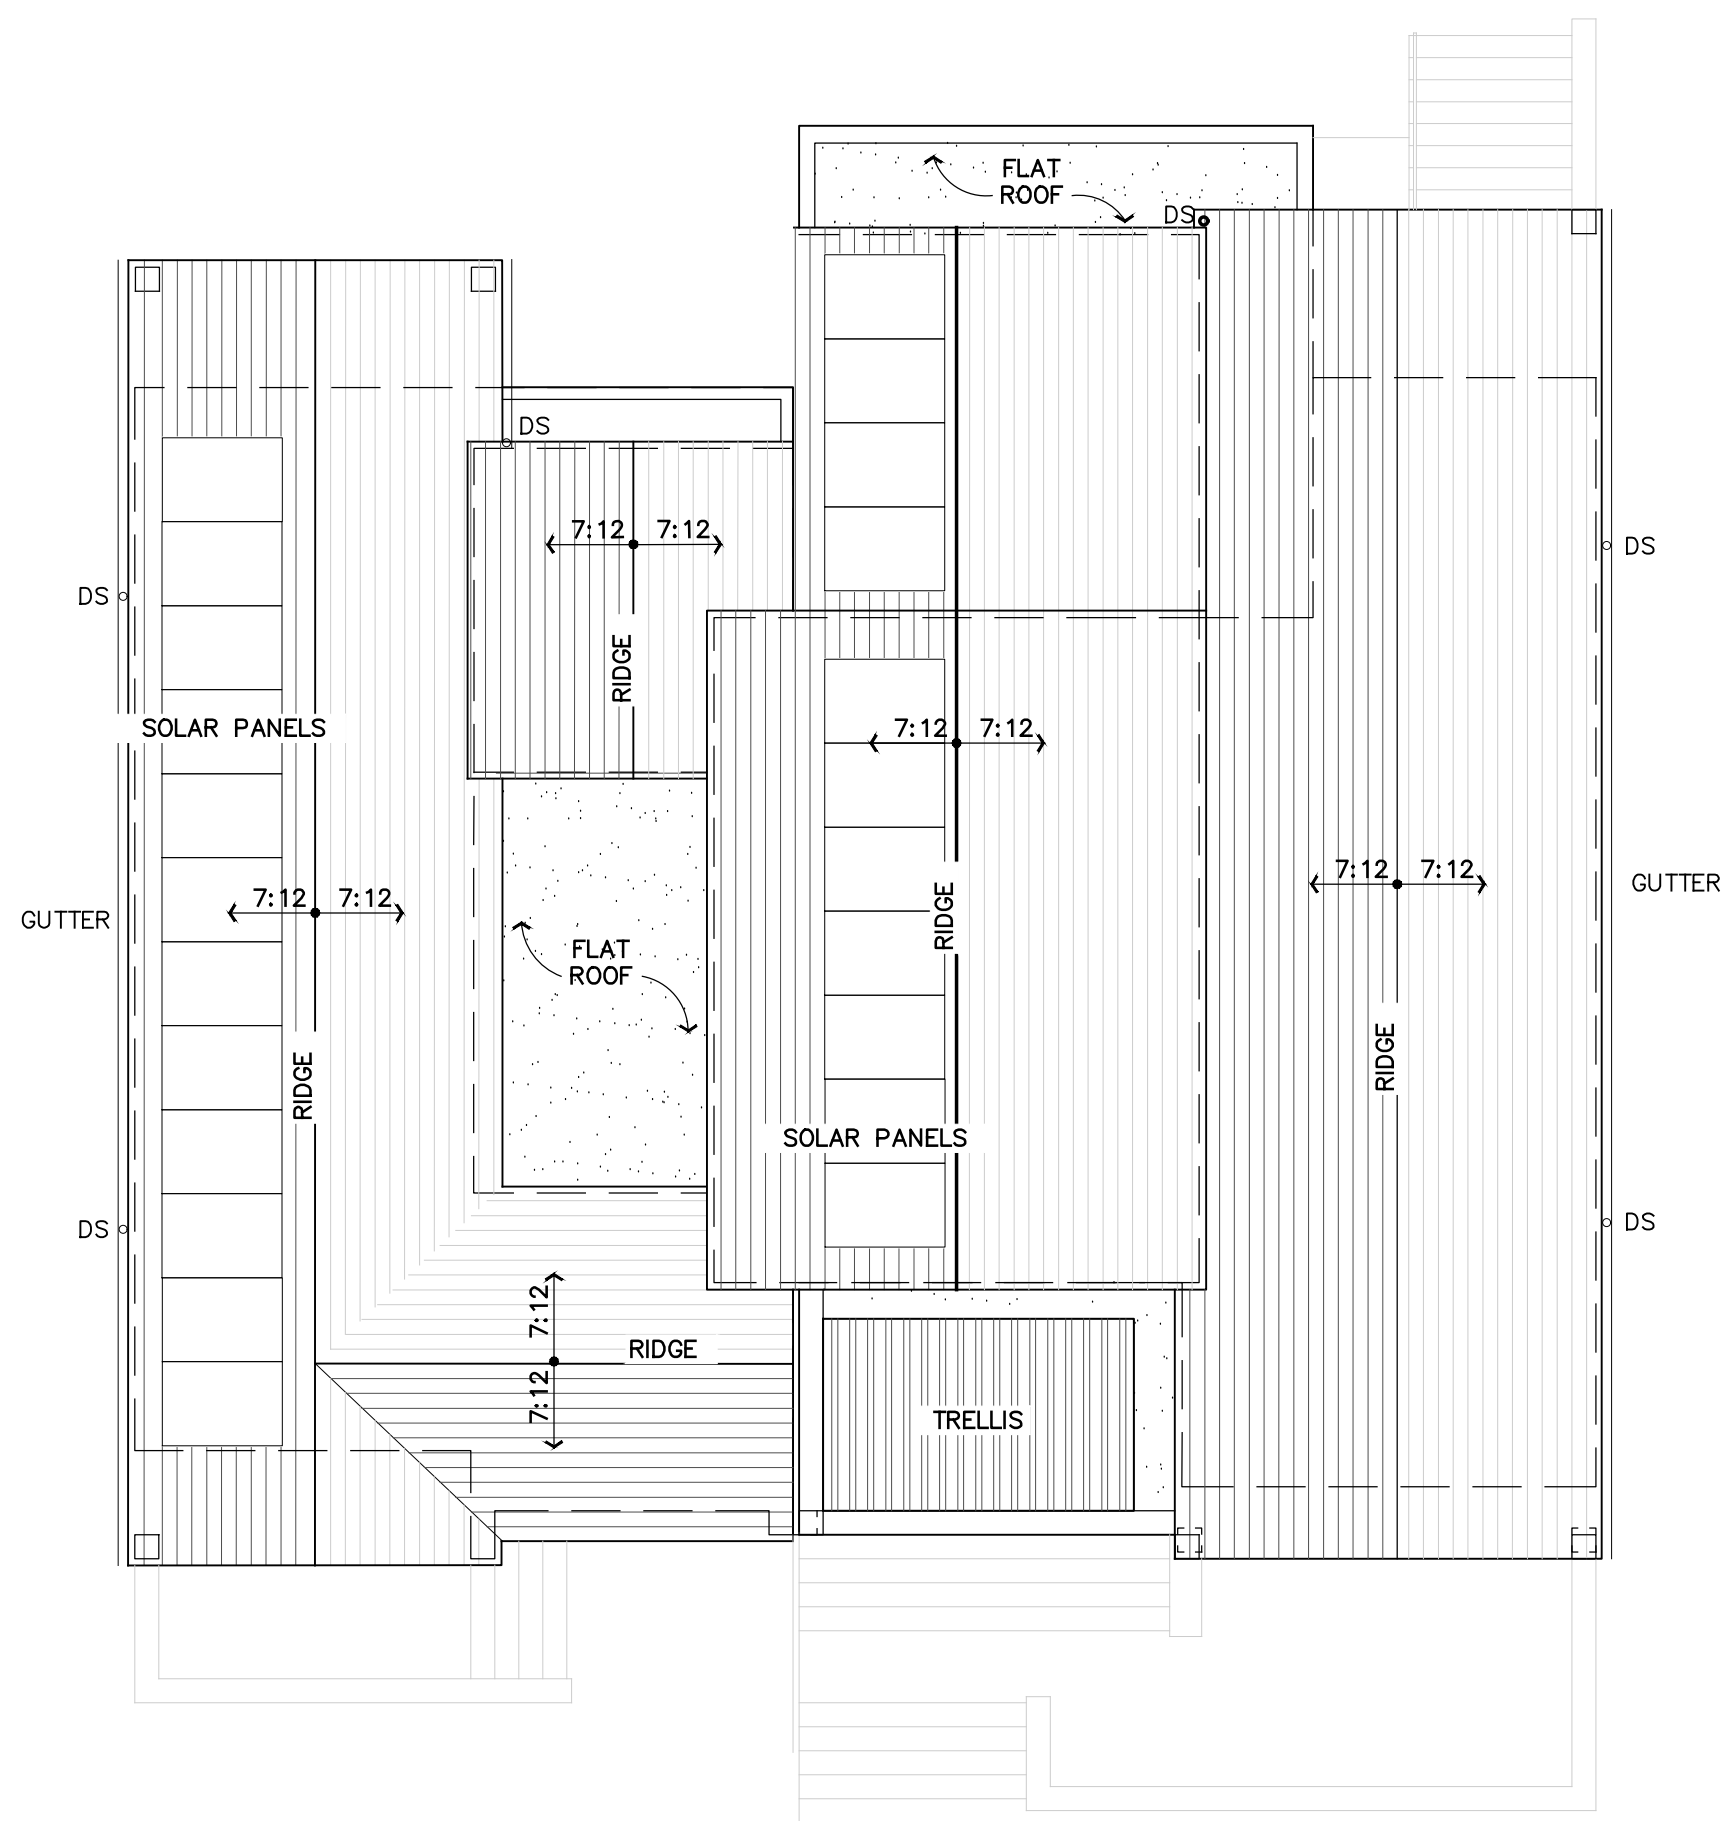 FLAT
ROOF
DS
DS
7:12 7:12
DS
DS
RIDGE
SOLAR PANELS
7:12 7:12
7:12 7:12
GUTTER
7:12 7:12
GUTTER
RIDGE
FLAT
ROOF
RIDGE
RIDGE
SOLAR PANELS
DS
DS
7:12
RIDGE
7:12
TRELLIS